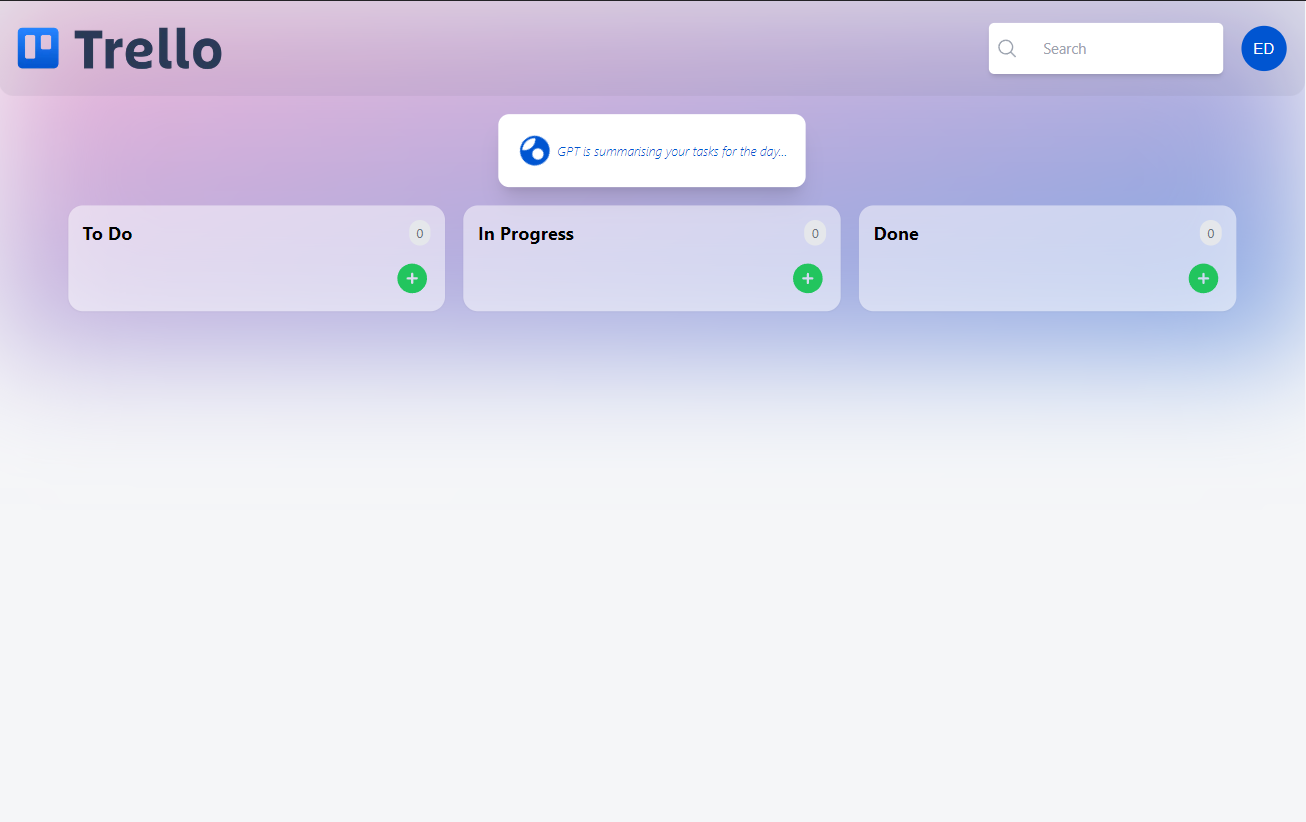 Trello
Search
ED
GPT is summarising your tasks for the day...
To Do
0
In Progress
0
Done
0